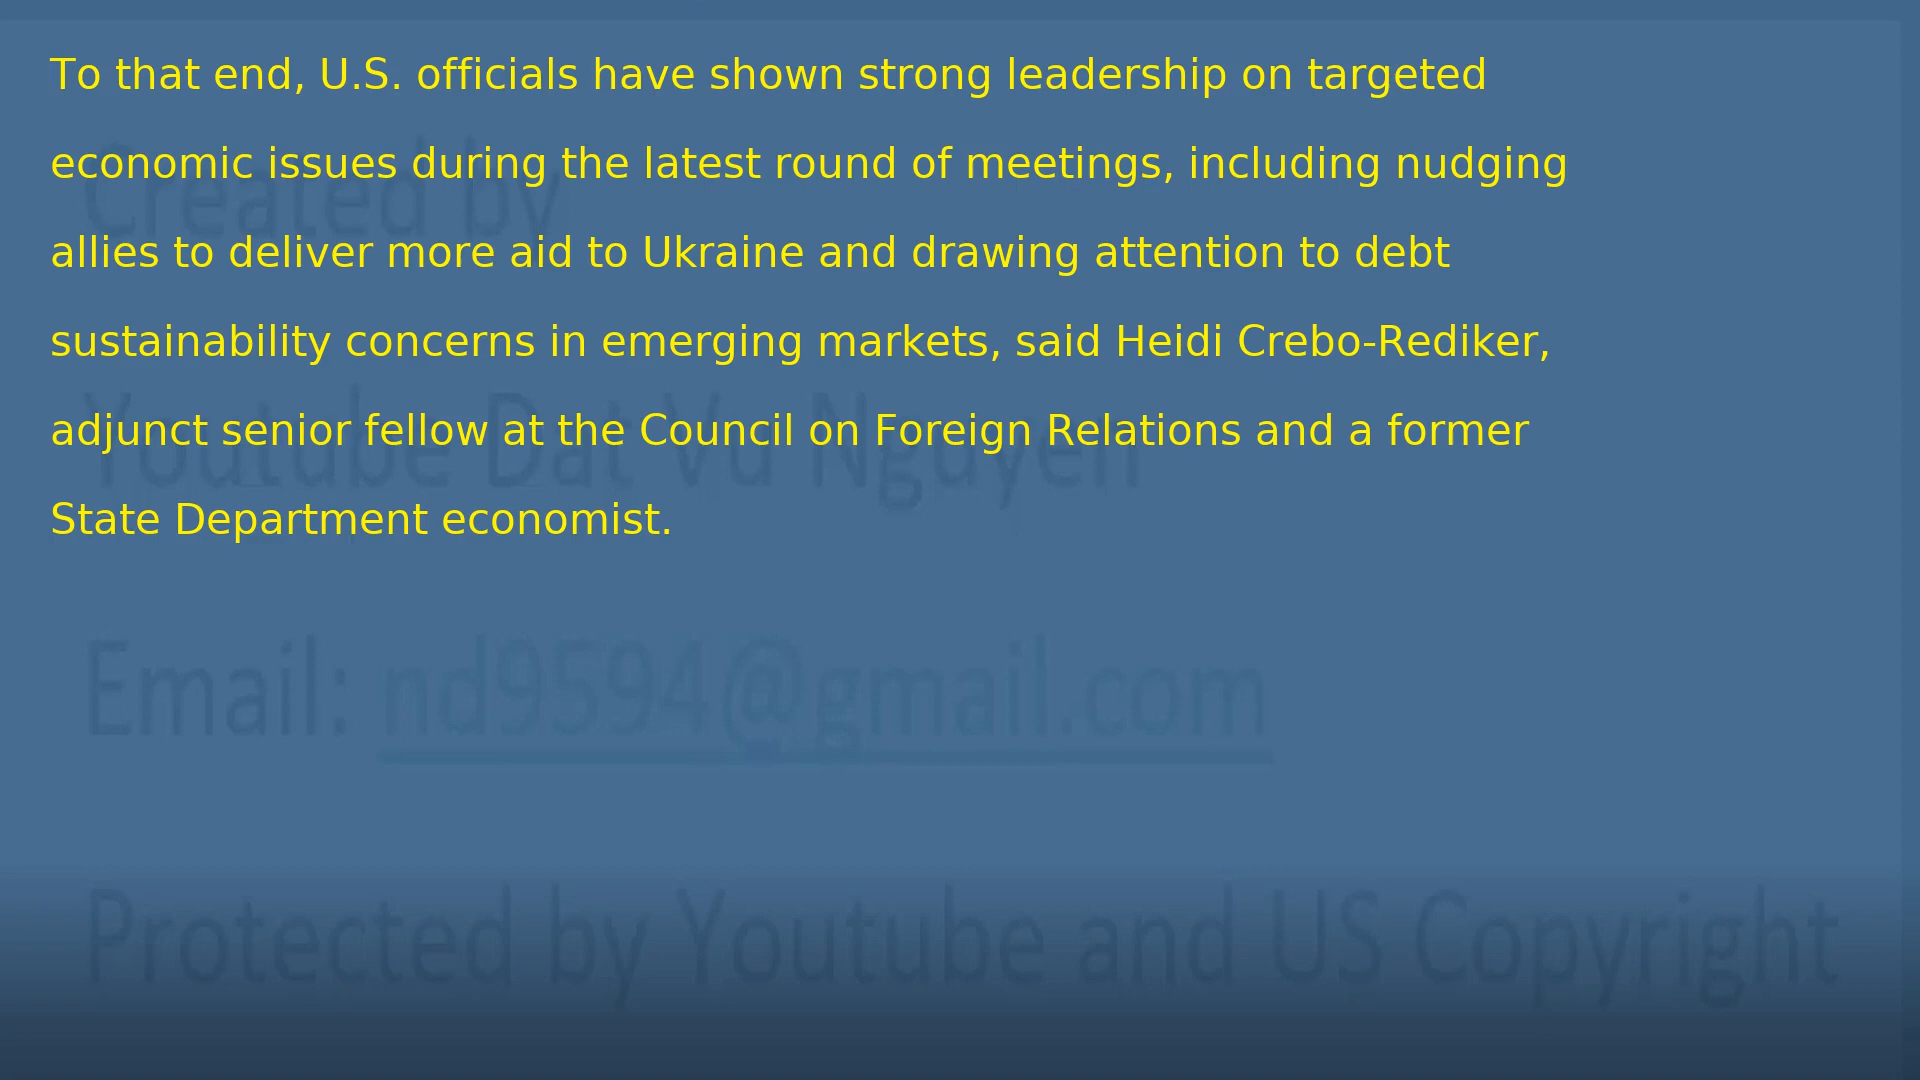 To that end, U.S. officials have shown strong leadership on targeted
economic issues during the latest round of meetings, including nudging
allies to deliver more aid to Ukraine and drawing attention to debt
sustainability concerns in emerging markets, said Heidi Crebo-Rediker,
adjunct senior fellow at the Council on Foreign Relations and a former
State Department economist.
Created by
Youtube Dat Vu Nguyen
Email: nd9594@gmail.com
Protected by Youtube and US Copyright